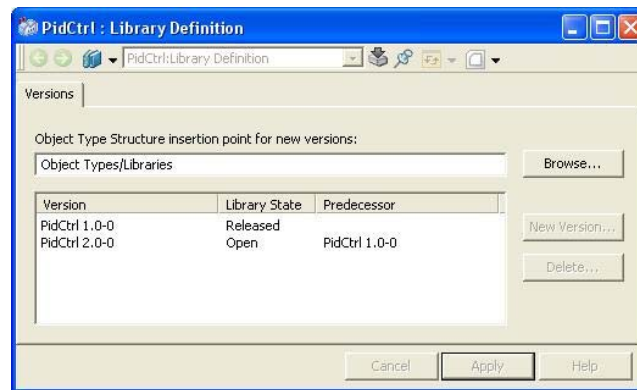 PidCtrl : Library Definition
PidCtrl:Library Definition
Versions
Object Type Structure insertion point for new versions:
Object Types/Libraries
Browse...
Version Library State Predecessor
PidCtrl 1.0-0 Released
PidCtrl 2.0-0 Open PidCtrl 1.0-0
New Version...
Delete...
Cancel Apply Help